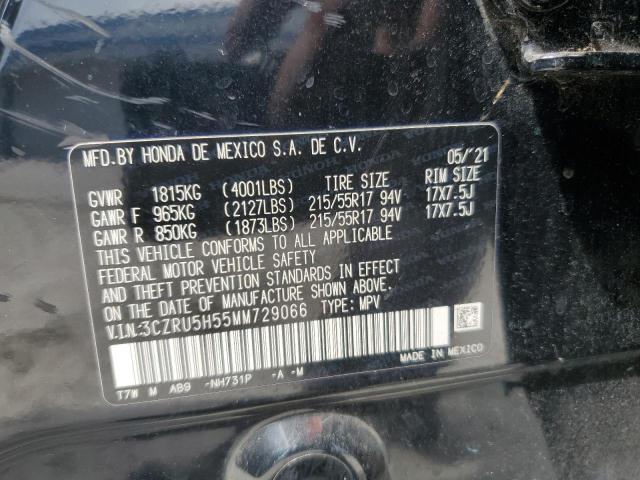 MFD.BY HONDA DE MEXICO S.A. DE C.V. 05/'21
GVWR 1815KG (4001LBS) TIRE SIZE RIM SIZE
GAWR F 965KG (2127LBS) 215/55R17 94V 17X7.5J
GAWR R 850KG (1873LBS) 215/55R17 94V 17X7.5J
THIS VEHICLE CONFORMS TO ALL APPLICABLE
FEDERAL MOTOR VEHICLE SAFETY
AND THEFT PREVENTION STANDARDS IN EFFECT
ON THE DATE OF MANUFACTURE SHOWN ABOVE.
V.I.N.:3CZRU5H55MM729066 TYPE: MPV
MADE IN MEXICO
T7W M AB9 -NH731P -A -M